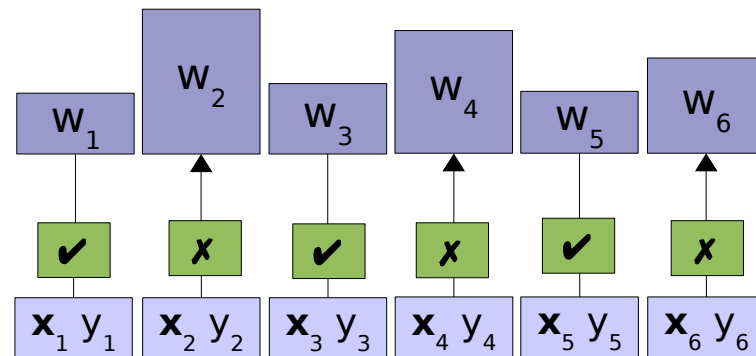 w₁ w₂ w₃ w₄ w₅ w₆
✔ ✗ ✔ ✗ ✔ ✗
x₁ y₁ x₂ y₂ x₃ y₃ x₄ y₄ x₅ y₅ x₆ y₆